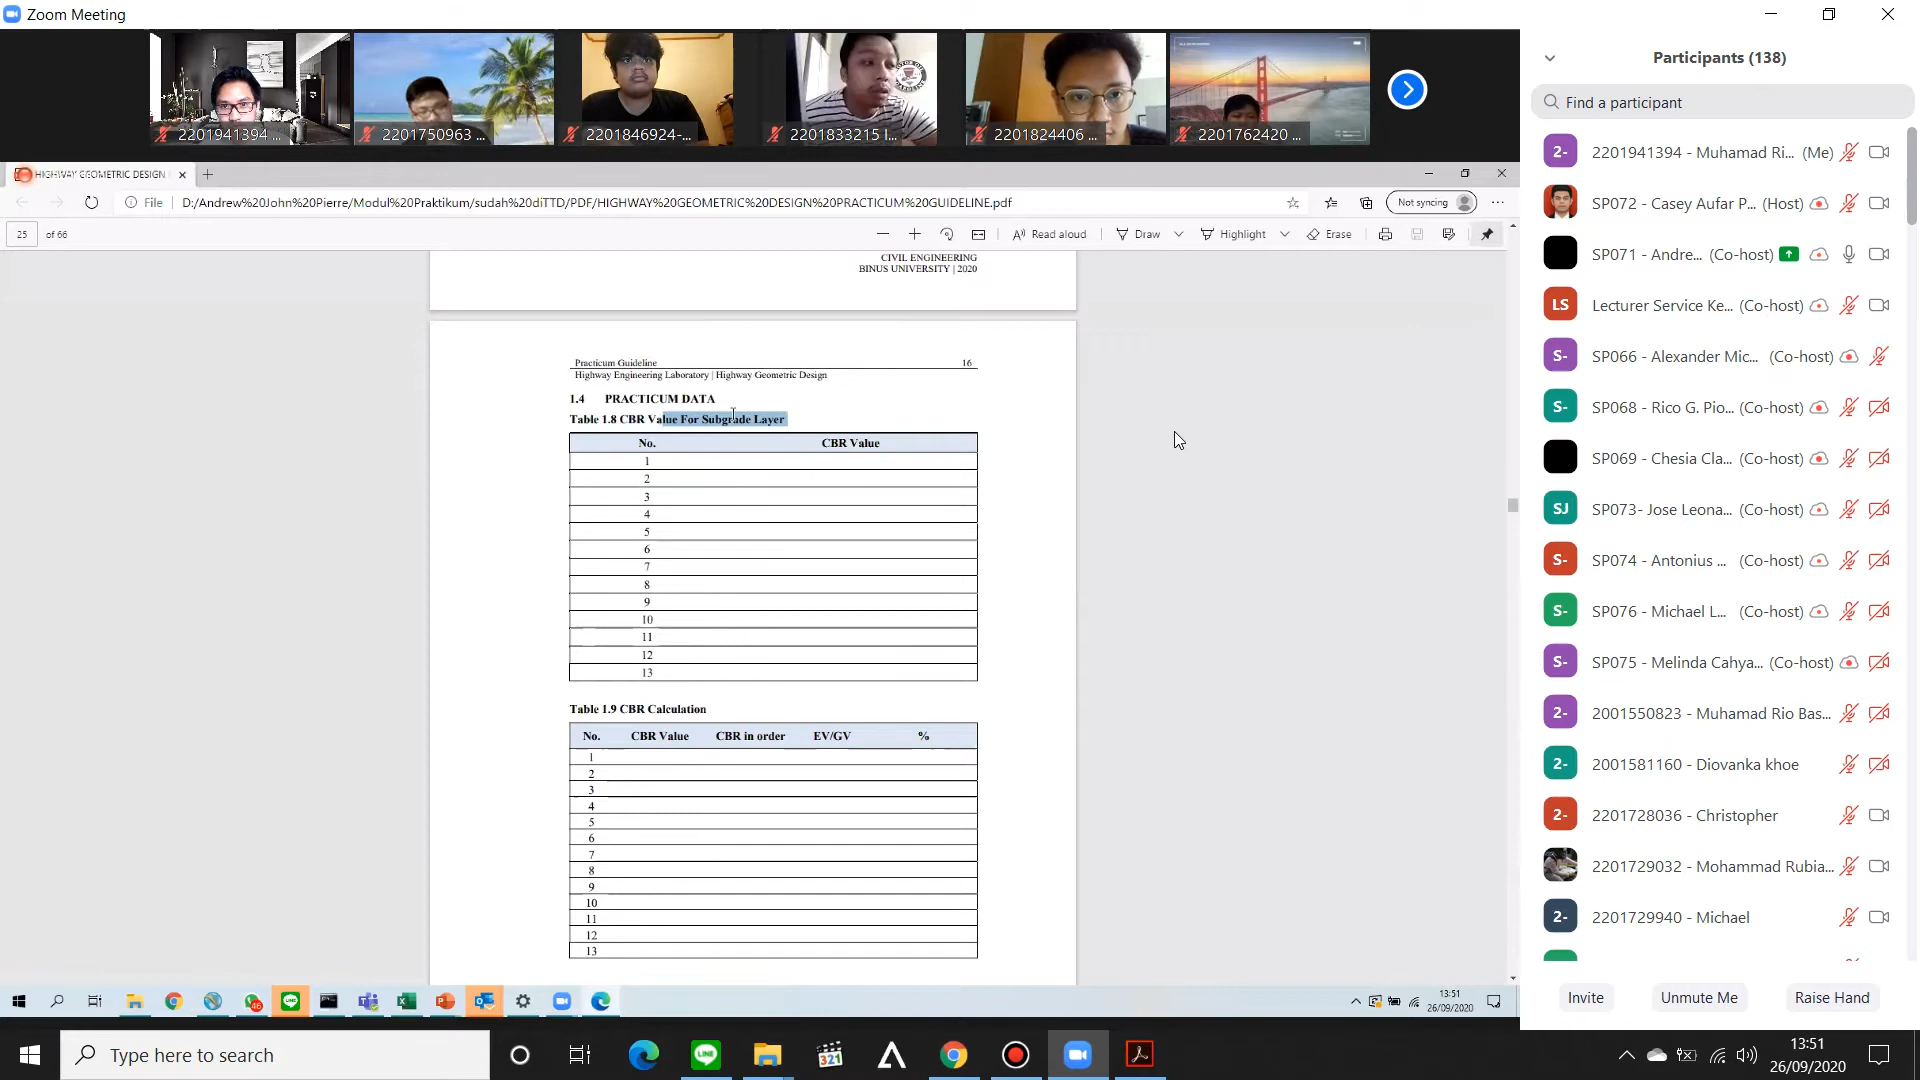 Zoom Meeting
2201941394 ...
2201750963 ...
2201846924-...
2201833215 I...
2201824406 ...
2201762420 ...
HIGHWAY GEOMETRIC DESIGN
File D:/Andrew%20John%20Pierre/Modul%20Praktikum/sudah%20diTTD/PDF/HIGHWAY%20GEOMETRIC%20DESIGN%20PRACTICUM%20GUIDELINE.pdf
Not syncing
25 of 66
Read aloud
Draw
Highlight
Erase
CIVIL ENGINEERING
BINUS UNIVERSITY | 2020
Practicum Guideline 16
Highway Engineering Laboratory | Highway Geometric Design
1.4 PRACTICUM DATA
Table 1.8 CBR Value For Subgrade Layer
No. CBR Value
1
2
3
4
5
6
7
8
9
10
11
12
13
Table 1.9 CBR Calculation
No. CBR Value CBR in order EV/GV %
1
2
3
4
5
6
7
8
9
10
11
12
13
46
13:51
26/09/2020
Participants (138)
Find a participant
2- 2201941394 - Muhamad Ri... (Me)
SP072 - Casey Aufar P... (Host)
SP071 - Andre... (Co-host)
LS Lecturer Service Ke... (Co-host)
S- SP066 - Alexander Mic... (Co-host)
S- SP068 - Rico G. Pio... (Co-host)
SP069 - Chesia Cla... (Co-host)
SJ SP073- Jose Leona... (Co-host)
S- SP074 - Antonius ... (Co-host)
S- SP076 - Michael L... (Co-host)
S- SP075 - Melinda Cahya... (Co-host)
2- 2001550823 - Muhamad Rio Bas...
2- 2001581160 - Diovanka khoe
2- 2201728036 - Christopher
2201729032 - Mohammad Rubia...
2- 2201729940 - Michael
Invite
Unmute Me
Raise Hand
Type here to search
LINE
321
13:51
26/09/2020